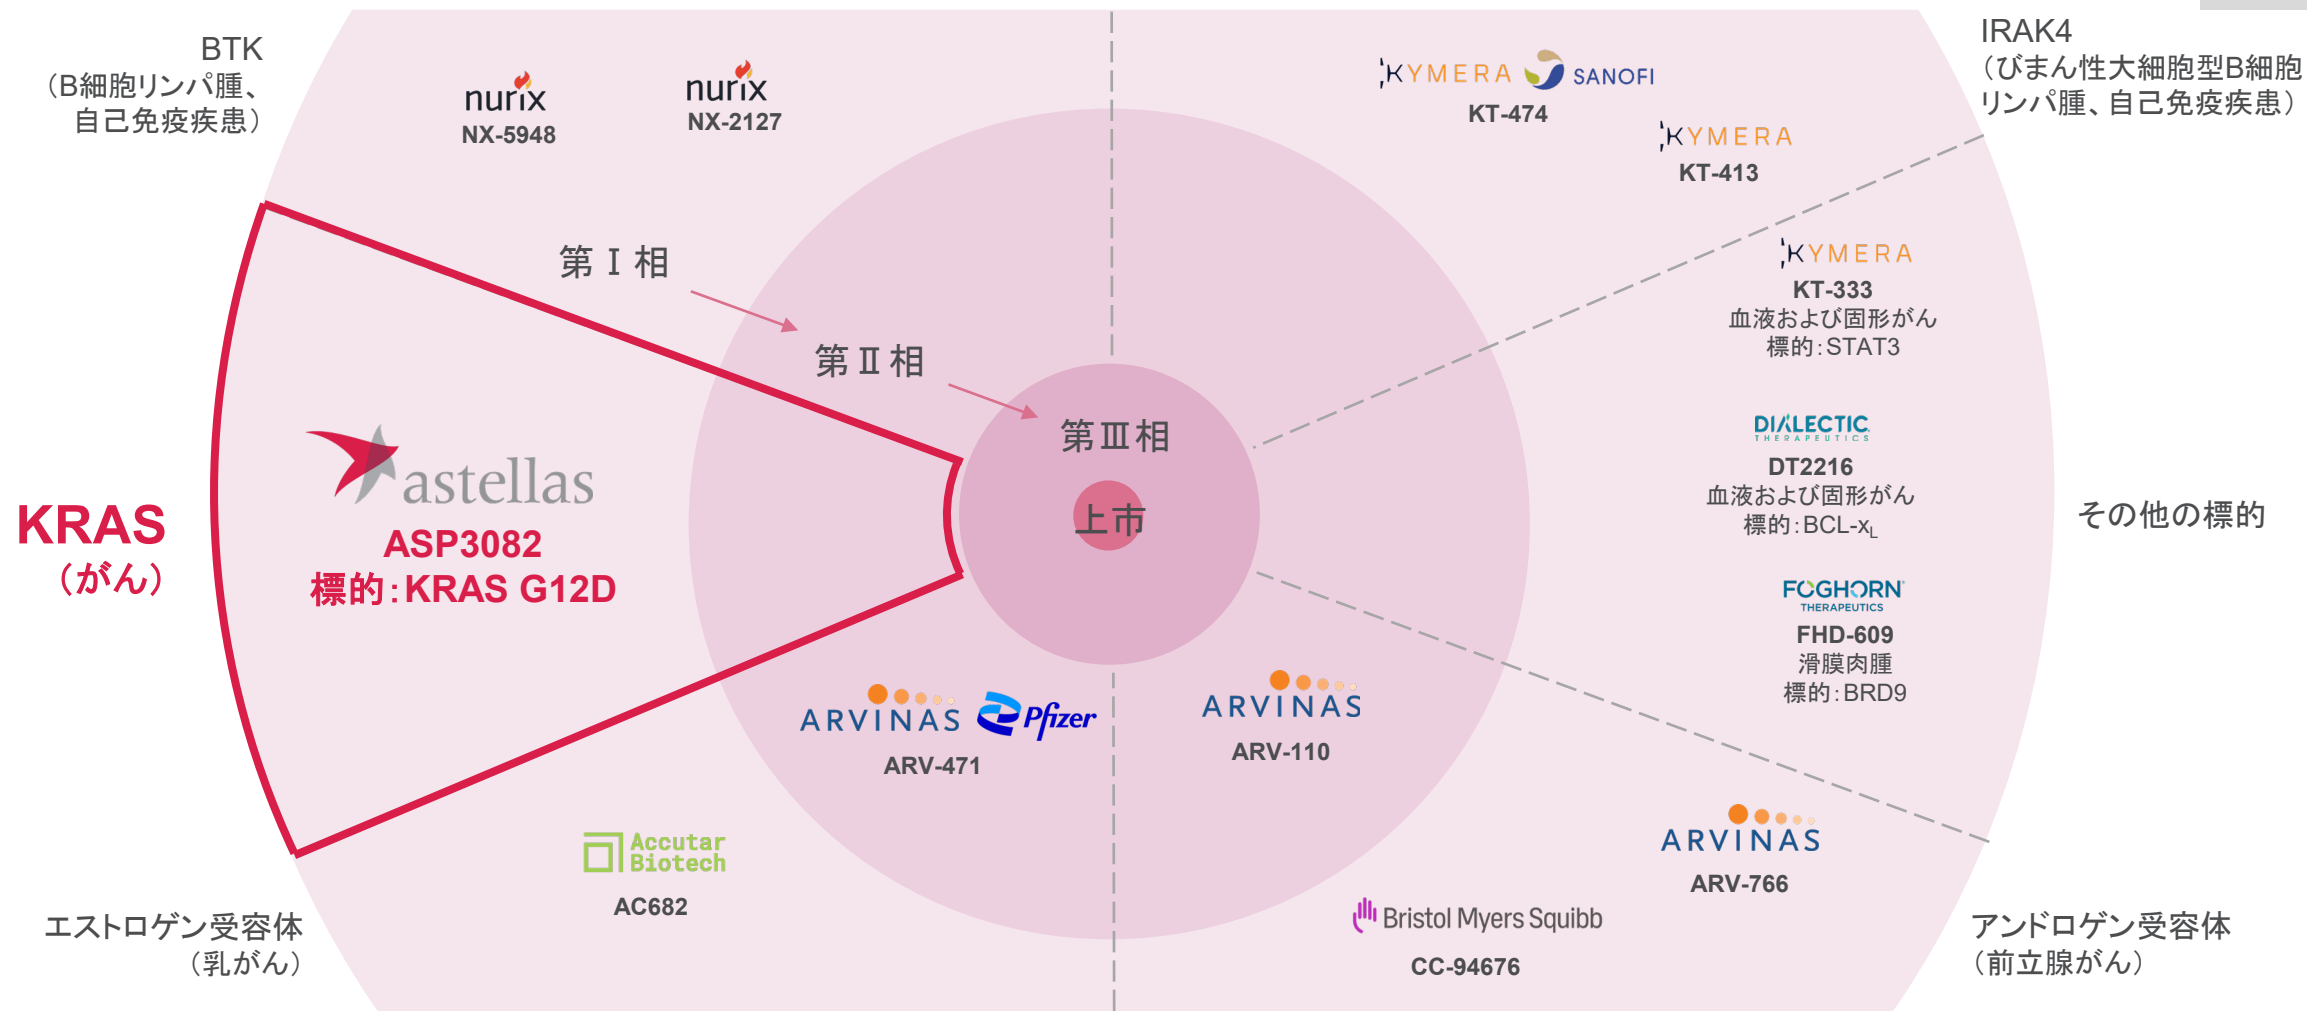 BTK
（B細胞リンパ腫、
自己免疫疾患）
nurix
NX-5948
nurix
NX-2127
KYMERA SANOFI
KT-474
KYMERA
KT-413
IRAK4
（びまん性大細胞型B細胞
リンパ腫、自己免疫疾患）
第Ⅰ相
第Ⅱ相
第Ⅲ相
上市
KYMERA
KT-333
血液および固形がん
標的：STAT3
DIALECTIC
THERAPEUTICS
DT2216
血液および固形がん
標的：BCL-xL
FOGHORN
THERAPEUTICS
FHD-609
滑膜肉腫
標的：BRD9
その他の標的
KRAS
（がん）
astellas
ASP3082
標的：KRAS G12D
ARVINAS Pfizer
ARV-471
ARVINAS
ARV-110
Accutar
Biotech
AC682
ARVINAS
ARV-766
Bristol Myers Squibb
CC-94676
エストロゲン受容体
（乳がん）
アンドロゲン受容体
（前立腺がん）